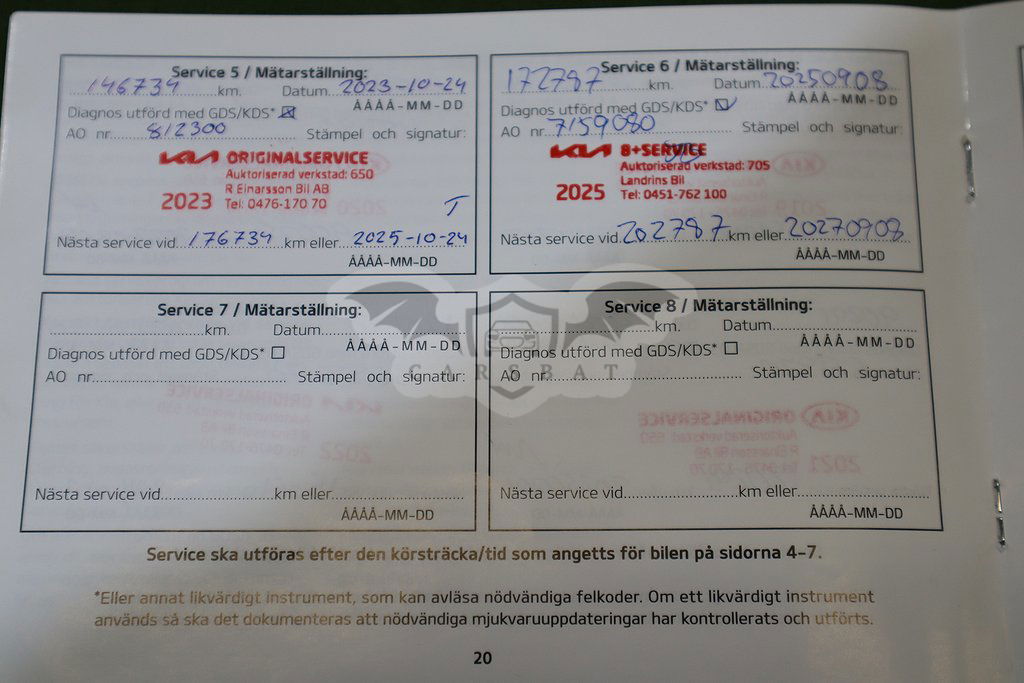 Service 5 / Mätarställning:
146734 km. Datum 2023-10-24
ÅÅÅÅ-MM-DD
Diagnos utförd med GDS/KDS* ☒
AO nr. 812300 Stämpel och signatur:
KIA ORIGINALSERVICE
Auktoriserad verkstad: 650
R Einarsson Bil AB
2023 Tel: 0476-170 70
T
Nästa service vid 176734 km eller 2025-10-24
ÅÅÅÅ-MM-DD
Service 6 / Mätarställning:
172787 km. Datum 20250908
ÅÅÅÅ-MM-DD
Diagnos utförd med GDS/KDS* ☑
AO nr 7159080 Stämpel och signatur:
KIA 8+SERVICE
Auktoriserad verkstad: 705
Landrins Bil
2025 Tel: 0451-762 100
Nästa service vid 202787 km eller 20270908
ÅÅÅÅ-MM-DD
Service 7 / Mätarställning:
km. Datum
ÅÅÅÅ-MM-DD
Diagnos utförd med GDS/KDS* ☐
AO nr. Stämpel och signatur:
Nästa service vid km eller
ÅÅÅÅ-MM-DD
Service 8 / Mätarställning:
km. Datum
ÅÅÅÅ-MM-DD
Diagnos utförd med GDS/KDS* ☐
AO nr. Stämpel och signatur:
Nästa service vid km eller
ÅÅÅÅ-MM-DD
CARSBAT
Service ska utföras efter den körsträcka/tid som angetts för bilen på sidorna 4-7.
*Eller annat likvärdigt instrument, som kan avläsa nödvändiga felkoder. Om ett likvärdigt instrument
används så ska det dokumenteras att nödvändiga mjukvaruuppdateringar har kontrollerats och utförts.
20